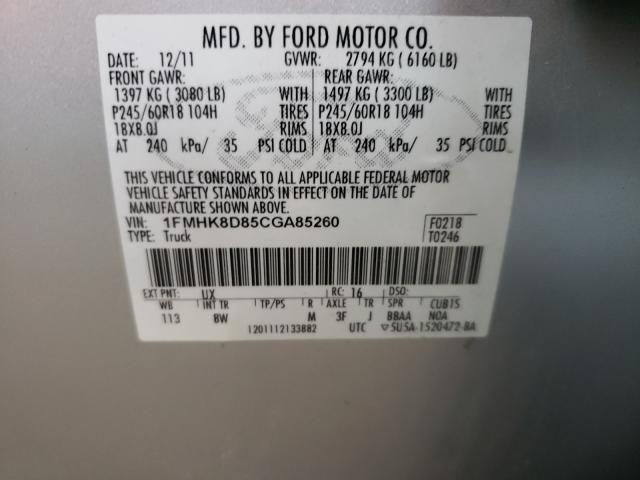 MFD. BY FORD MOTOR CO.
DATE: 12/11 GVWR: 2794 KG ( 6160 LB)
FRONT GAWR: REAR GAWR:
1397 KG ( 3080 LB) WITH 1497 KG ( 3300 LB) WITH
P245/60R18 104H TIRES P245/60R18 104H TIRES
18X8.0J RIMS 18X8.0J RIMS
AT 240 kPa/ 35 PSI COLD AT 240 kPa/ 35 PSI COLD
THIS VEHICLE CONFORMS TO ALL APPLICABLE FEDERAL MOTOR
VEHICLE SAFETY STANDARDS IN EFFECT ON THE DATE OF
MANUFACTURE SHOWN ABOVE.
VIN: 1FMHK8D85CGA85260 F0218
TYPE: Truck T0246
EXT PNT: UX RC: 16 DSO:
WB INT TR TP/PS R AXLE TR SPR CUBIS
113 8W M 3F J BBAA NOA
1201112133882 UTC ▽5USA-1520472-BA